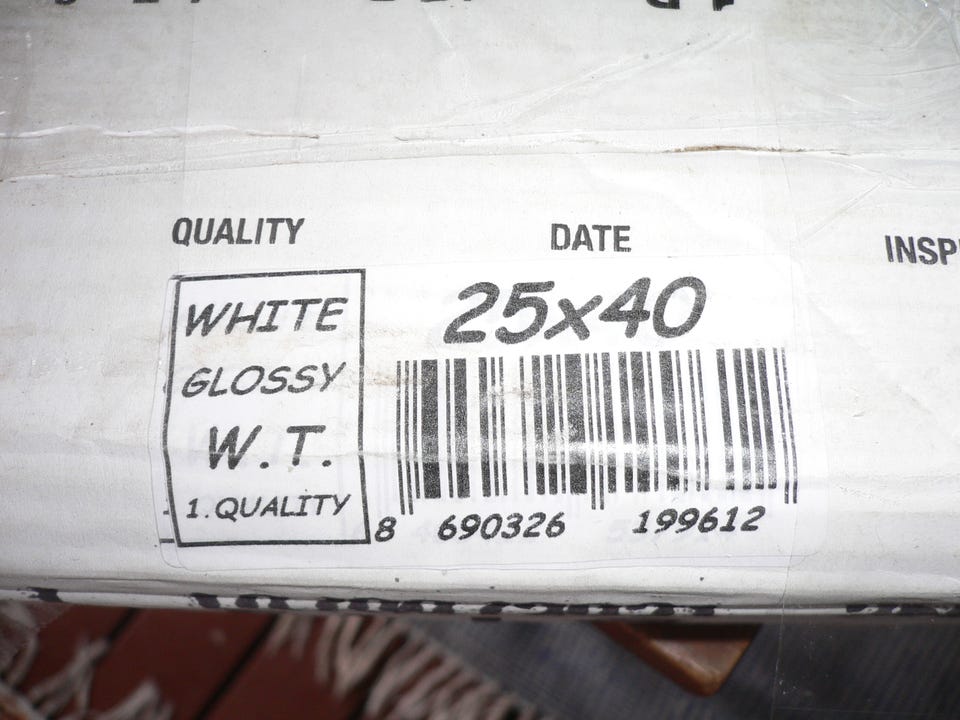 QUALITY DATE INSP
WHITE
GLOSSY
W.T.
1.QUALITY
25x40
8 690326 199612